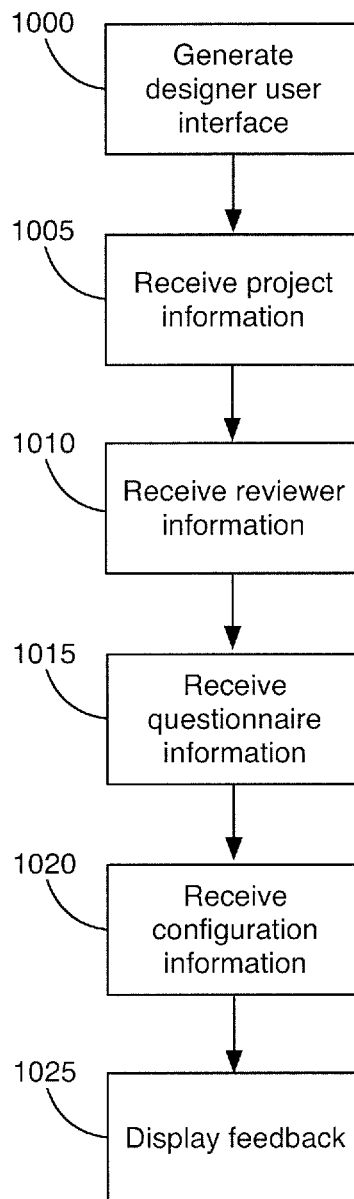 1000
Generate
designer user
interface
1005
Receive project
information
1010
Receive reviewer
information
1015
Receive
questionnaire
information
1020
Receive
configuration
information
1025
Display feedback